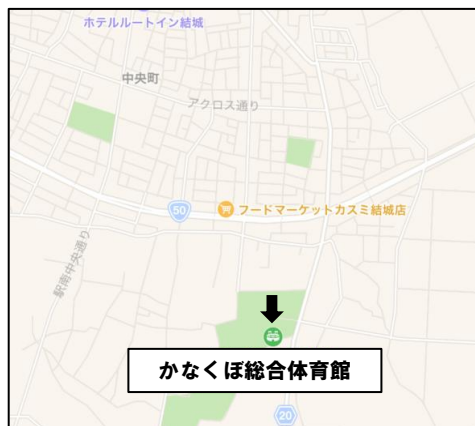 ホテルルートイン結城
中央町
アクロス通り
50
フードマーケットカスミ結城店
駅南中央通り
かなくぼ総合体育館
20